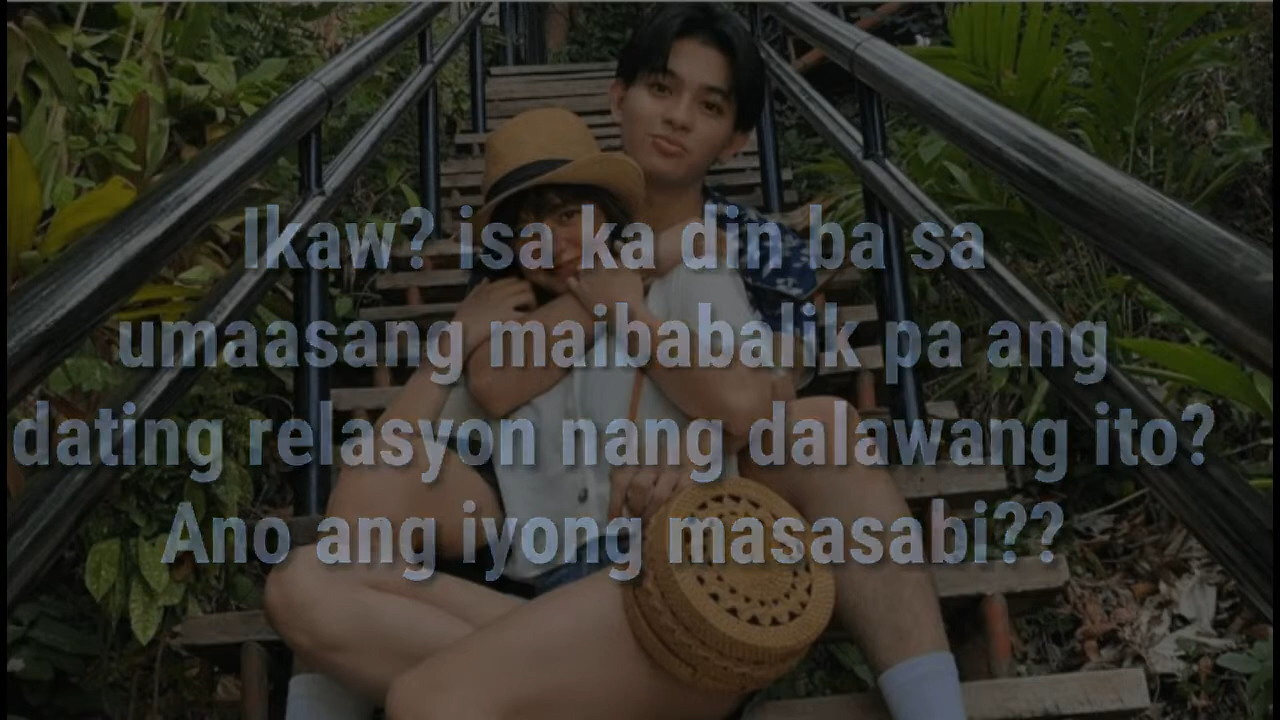 Ikaw? isa ka din ba sa
umaasang maibabalik pa ang
dating relasyon nang dalawang ito?
Ano ang iyong masasabi??